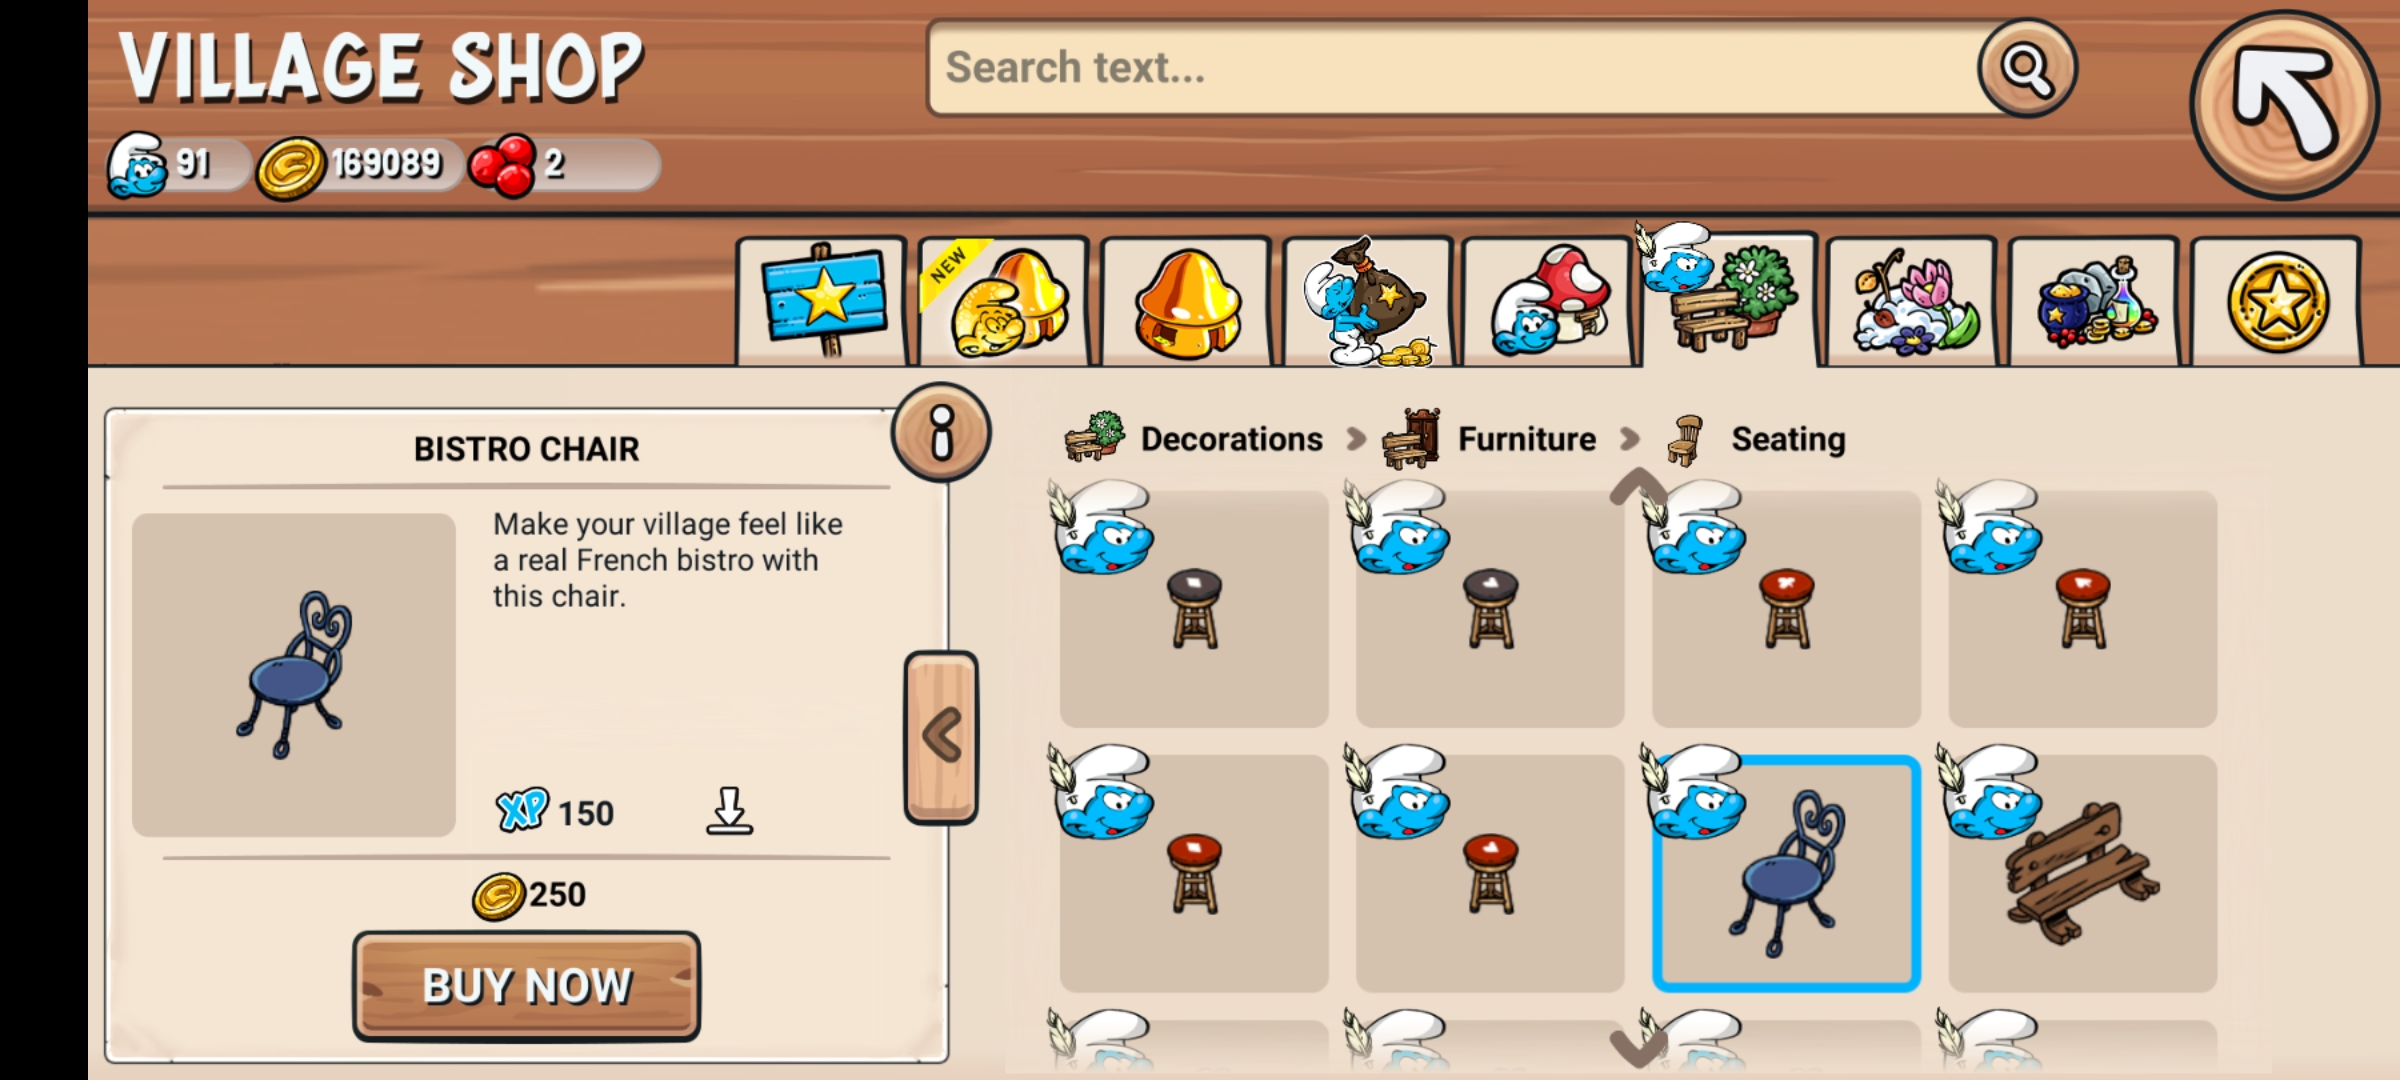 VILLAGE SHOP
Search text...
91
169089
2
NEW
Decorations
Furniture
Seating
BISTRO CHAIR
Make your village feel like
a real French bistro with
this chair.
XP 150
250
BUY NOW